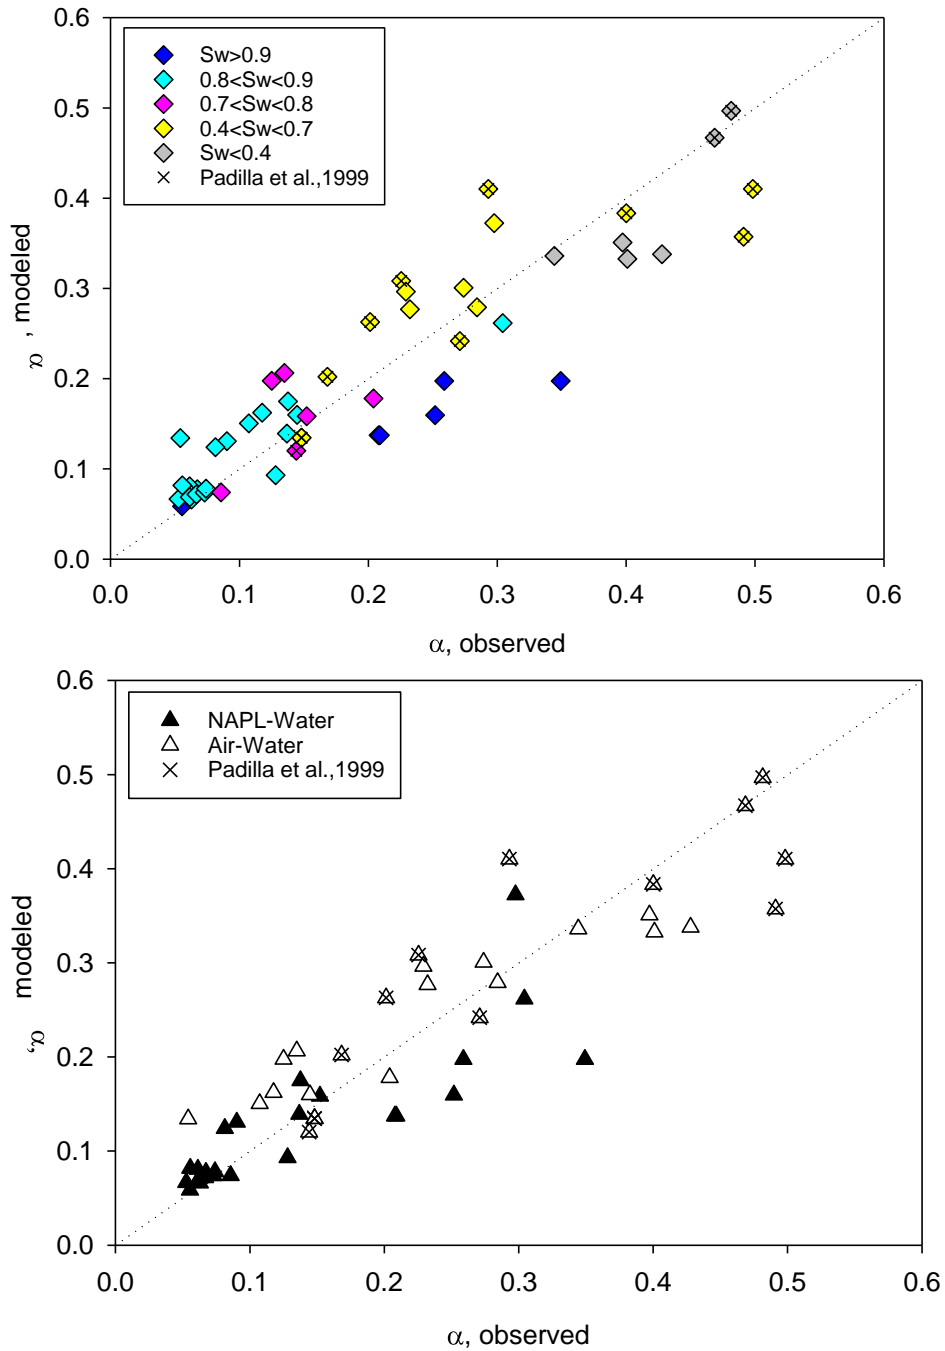 0.6
0.5
0.4
0.3
0.2
0.1
0.0
α, modeled
Sw>0.9
0.8<Sw<0.9
0.7<Sw<0.8
0.4<Sw<0.7
Sw<0.4
Padilla et al.,1999
0.0 0.1 0.2 0.3 0.4 0.5 0.6
α, observed
0.6
0.5
0.4
0.3
0.2
0.1
0.0
α, modeled
NAPL-Water
Air-Water
Padilla et al.,1999
0.0 0.1 0.2 0.3 0.4 0.5 0.6
α, observed